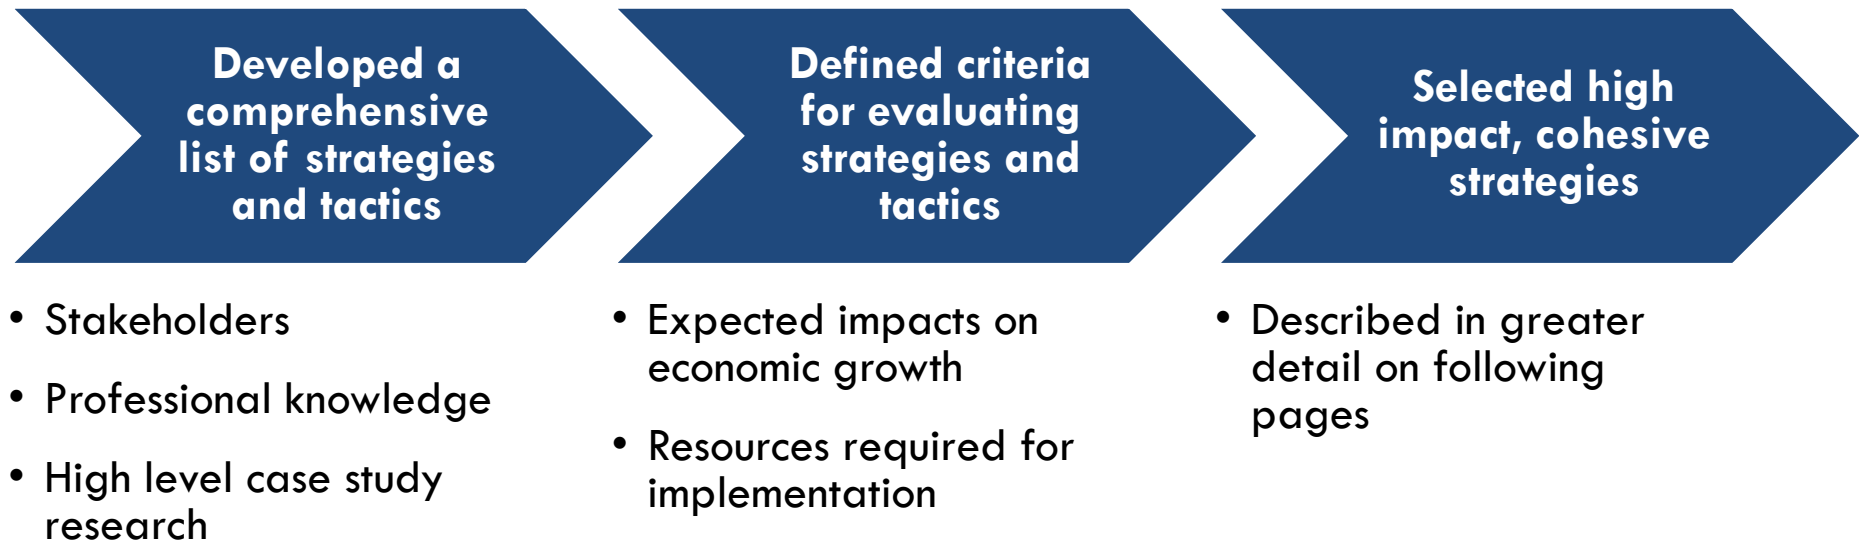 Developed a
comprehensive
list of strategies
and tactics
• Stakeholders
• Professional knowledge
• High level case study
research
Defined criteria
for evaluating
strategies and
tactics
• Expected impacts on
economic growth
• Resources required for
implementation
Selected high
impact, cohesive
strategies
• Described in greater
detail on following
pages